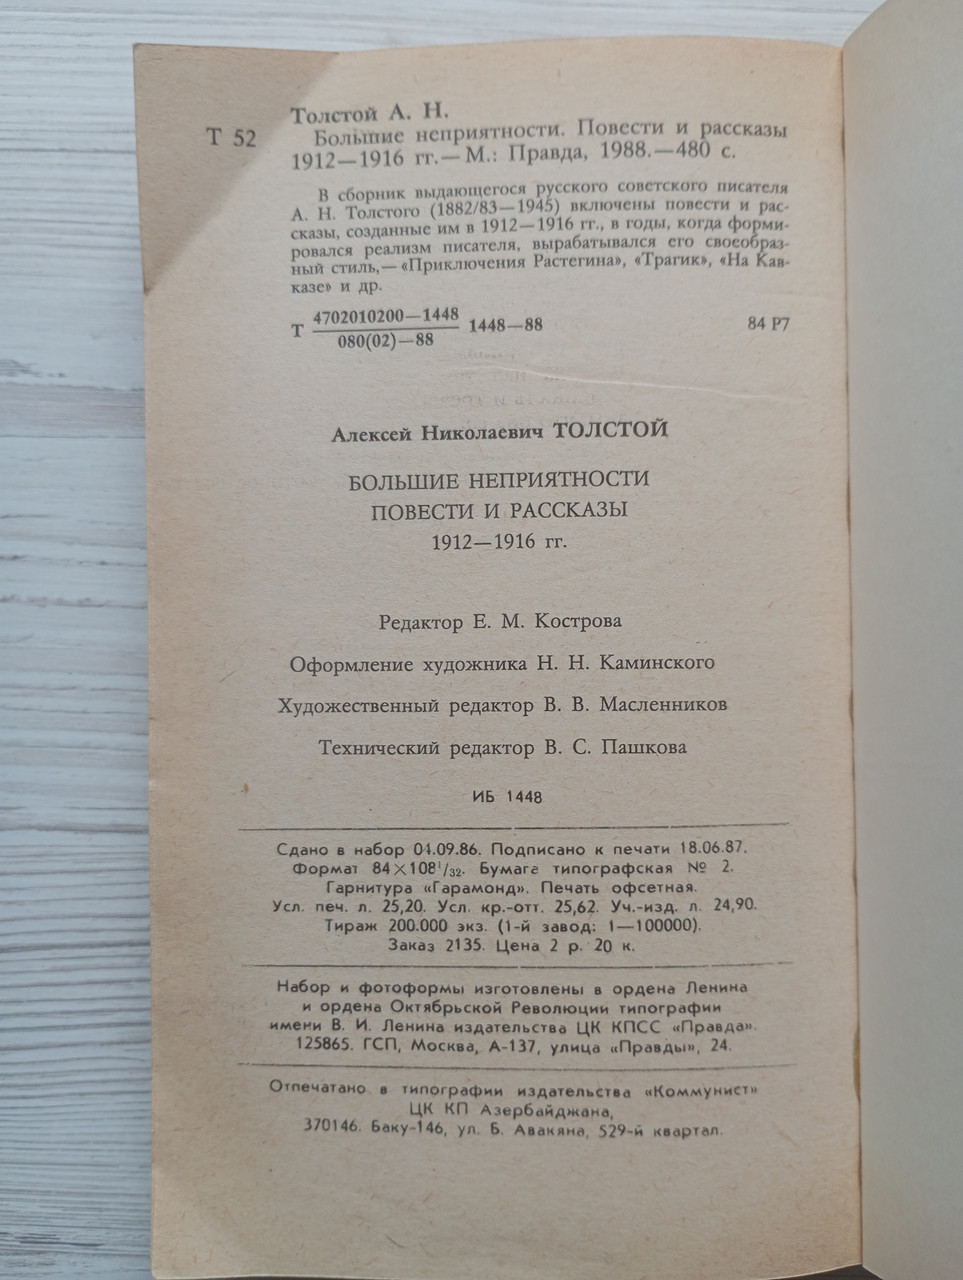 Толстой А. Н.
Т 52
Большие неприятности. Повести и рассказы
1912—1916 гг.— М.: Правда, 1988.—480 с.
В сборник выдающегося русского советского писателя
А. Н. Толстого (1882/83—1945) включены повести и рас-
сказы, созданные им в 1912—1916 гг., в годы, когда форми-
ровался реализм писателя, вырабатывался его своеобраз-
ный стиль,— «Приключения Растегина», «Трагик», «На Кав-
казе» и др.
Т 4702010200—1448 1448—88 84 Р7
080(02)—88
Алексей Николаевич ТОЛСТОЙ
БОЛЬШИЕ НЕПРИЯТНОСТИ
ПОВЕСТИ И РАССКАЗЫ
1912—1916 гг.
Редактор Е. М. Кострова
Оформление художника Н. Н. Каминского
Художественный редактор В. В. Масленников
Технический редактор В. С. Пашкова
ИБ 1448
Сдано в набор 04.09.86. Подписано к печати 18.06.87.
Формат 84×108¹/₃₂. Бумага типографская № 2.
Гарнитура «Гарамонд». Печать офсетная.
Усл. печ. л. 25,20. Усл. кр.-отт. 25,62. Уч.-изд. л. 24,90.
Тираж 200.000 экз. (1-й завод: 1—100000).
Заказ 2135. Цена 2 р. 20 к.
Набор и фотоформы изготовлены в ордена Ленина
и ордена Октябрьской Революции типографии
имени В. И. Ленина издательства ЦК КПСС «Правда».
125865. ГСП, Москва, А-137, улица «Правды», 24.
Отпечатано в типографии издательства «Коммунист»
ЦК КП Азербайджана,
370146. Баку-146, ул. Б. Авакяна, 529-й квартал.